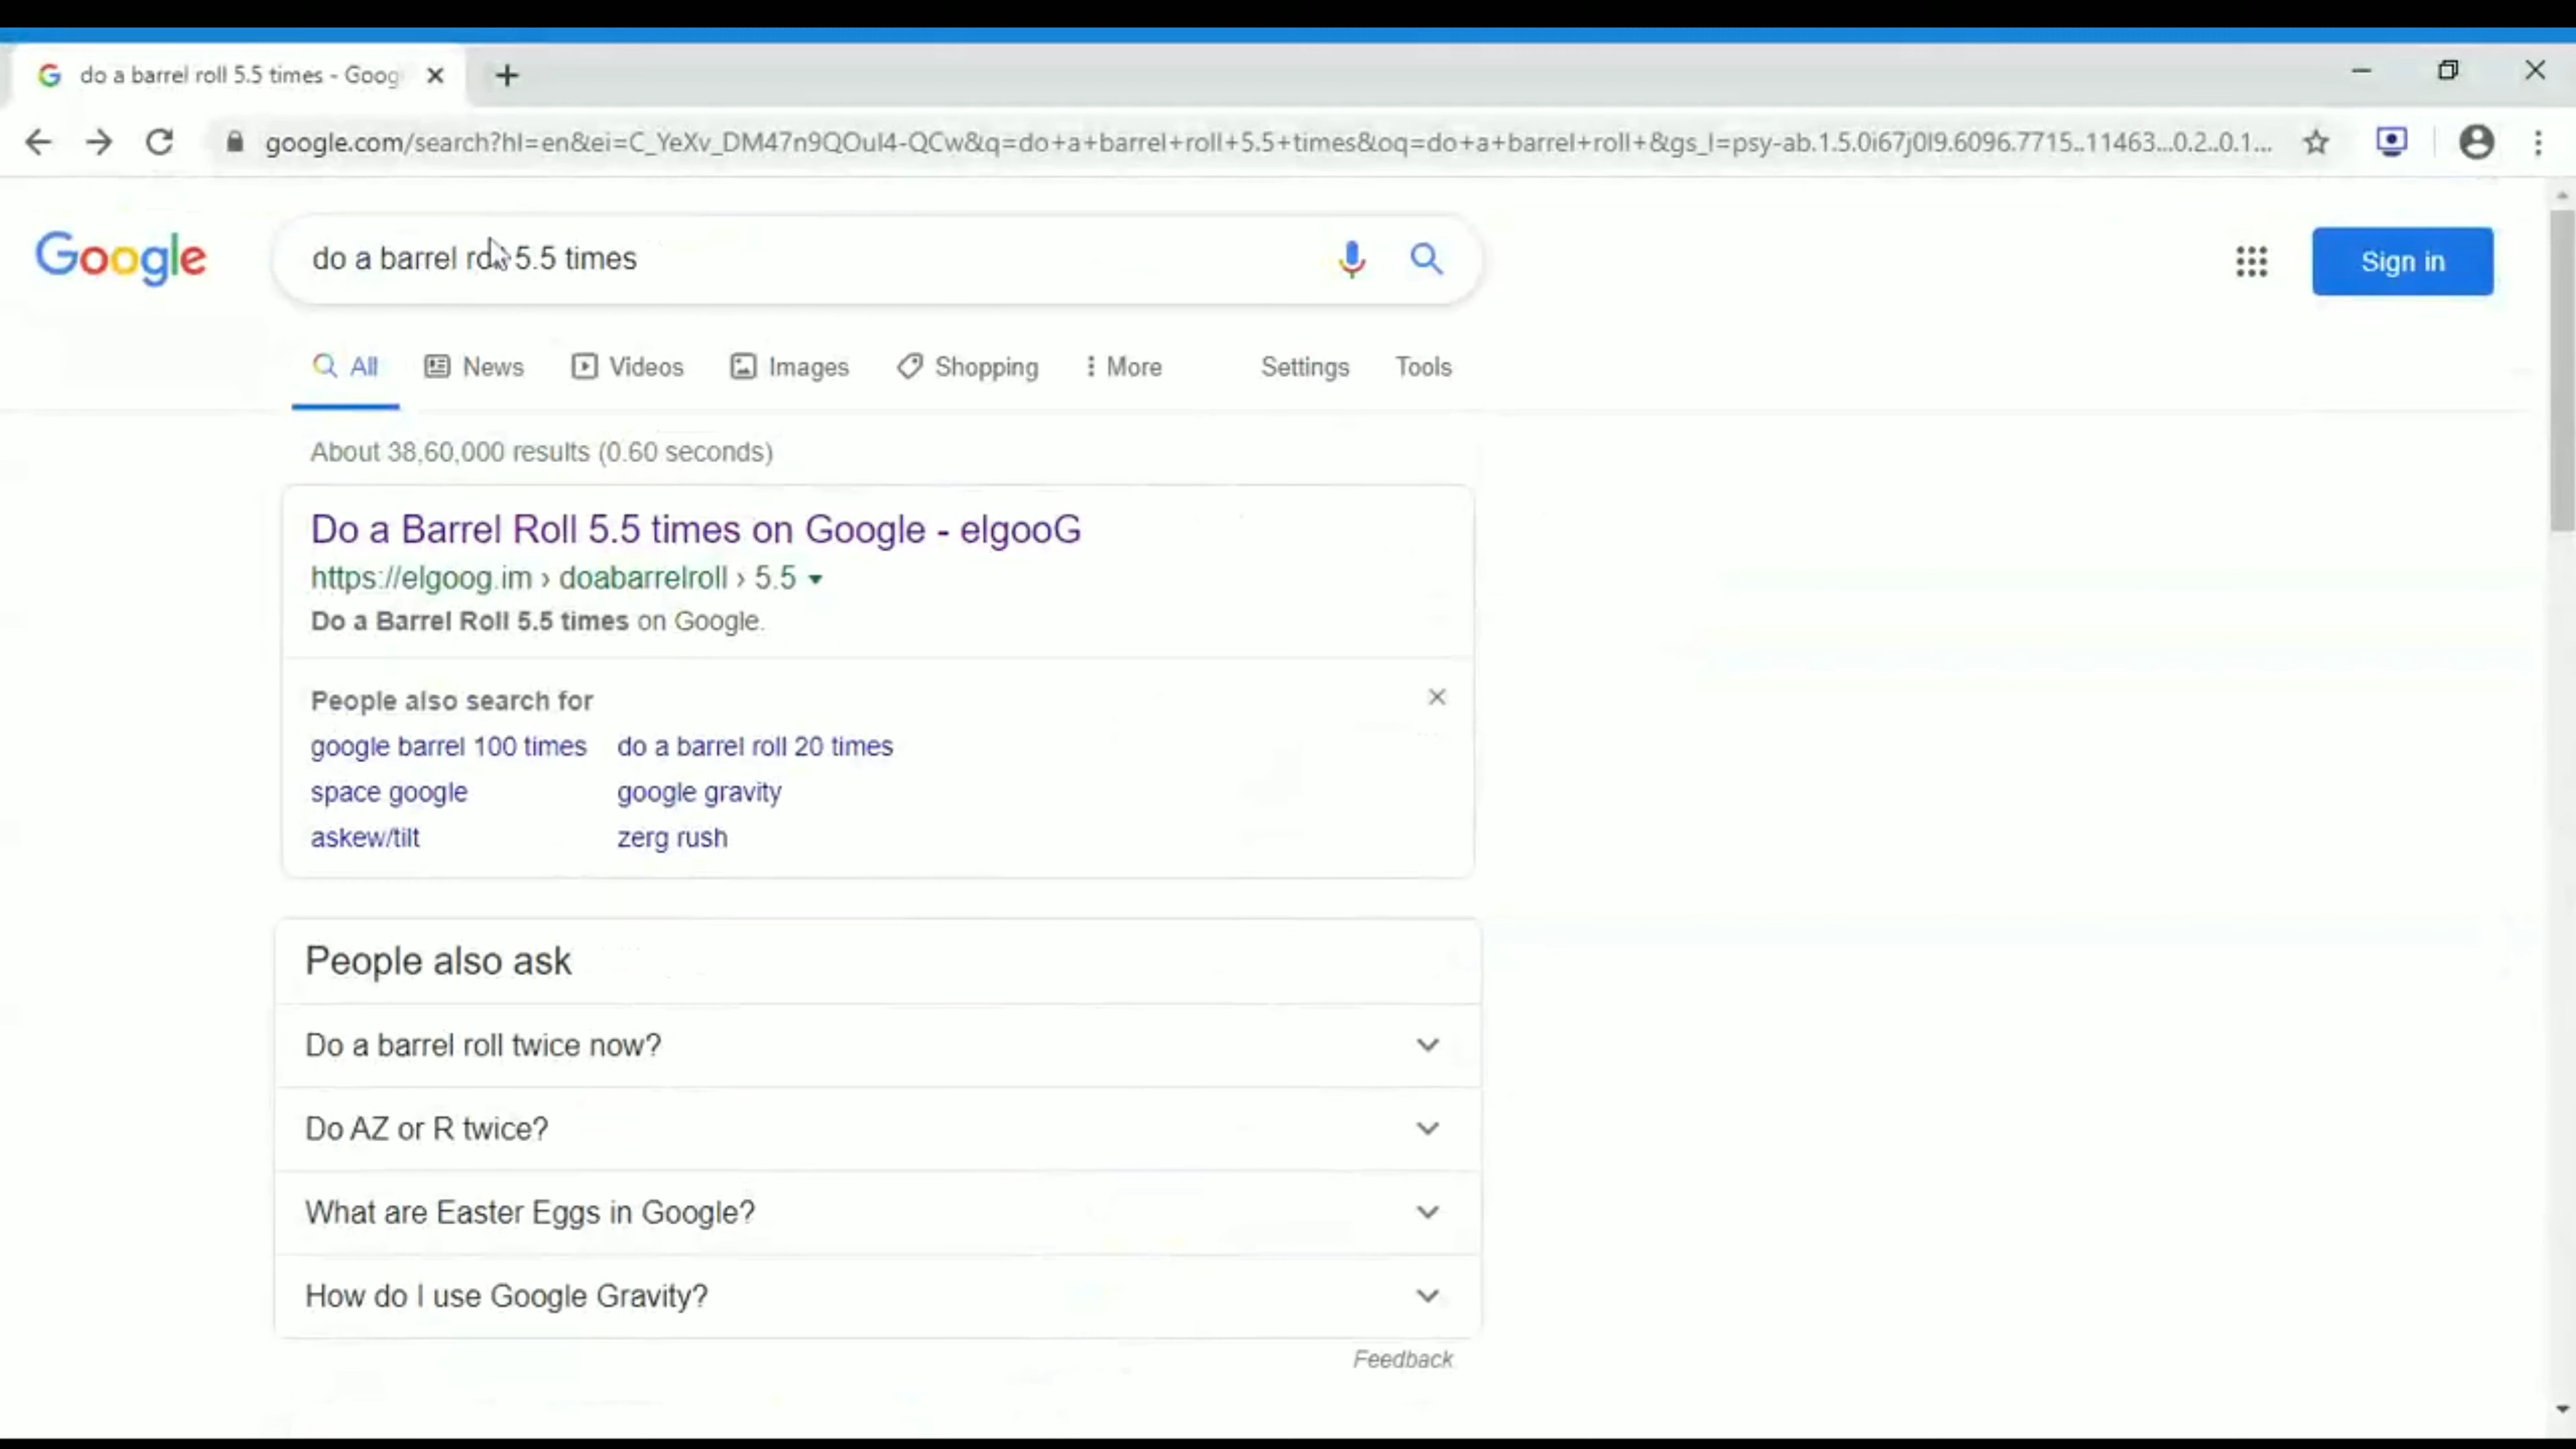 do a barrel roll 5.5 times - Goog
google.com/search?hl=en&ei=C_YeXv_DM47n9QOuI4-QCw&q=do+a+barrel+roll+5.5+times&oq=do+a+barrel+roll+&gs_l=psy-ab.1.5.0i67j0l9.6096.7715..11463...0.2..0.1...
Google
do a barrel roll 5.5 times
Sign in
All News Videos Images Shopping More Settings Tools
About 38,60,000 results (0.60 seconds)
Do a Barrel Roll 5.5 times on Google - elgooG
https://elgoog.im › doabarrelroll › 5.5
Do a Barrel Roll 5.5 times on Google.
People also search for
google barrel 100 times do a barrel roll 20 times
space google google gravity
askew/tilt zerg rush
People also ask
Do a barrel roll twice now?
Do AZ or R twice?
What are Easter Eggs in Google?
How do I use Google Gravity?
Feedback